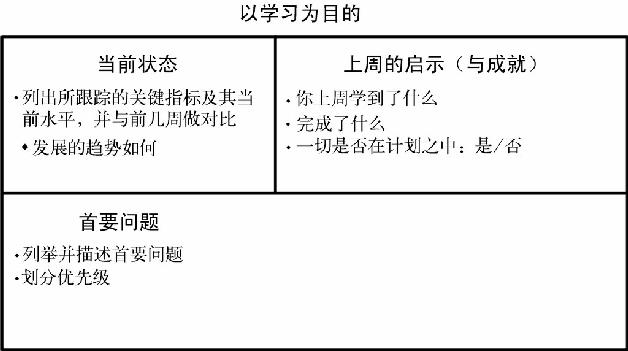 以学习为目的
当前状态
·列出所跟踪的关键指标及其当
前水平，并与前几周做对比
♦发展的趋势如何
上周的启示（与成就）
·你上周学到了什么
·完成了什么
·一切是否在计划之中：是/否
首要问题
·列举并描述首要问题
·划分优先级